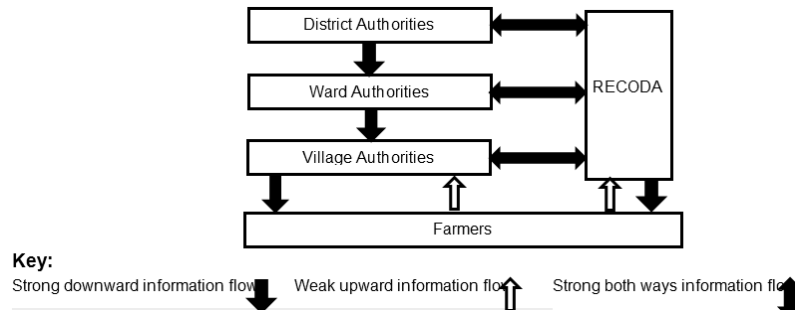 District Authorities
Ward Authorities
RECODA
Village Authorities
Farmers
Key:
Strong downward information flow
Weak upward information flow
Strong both ways information flo